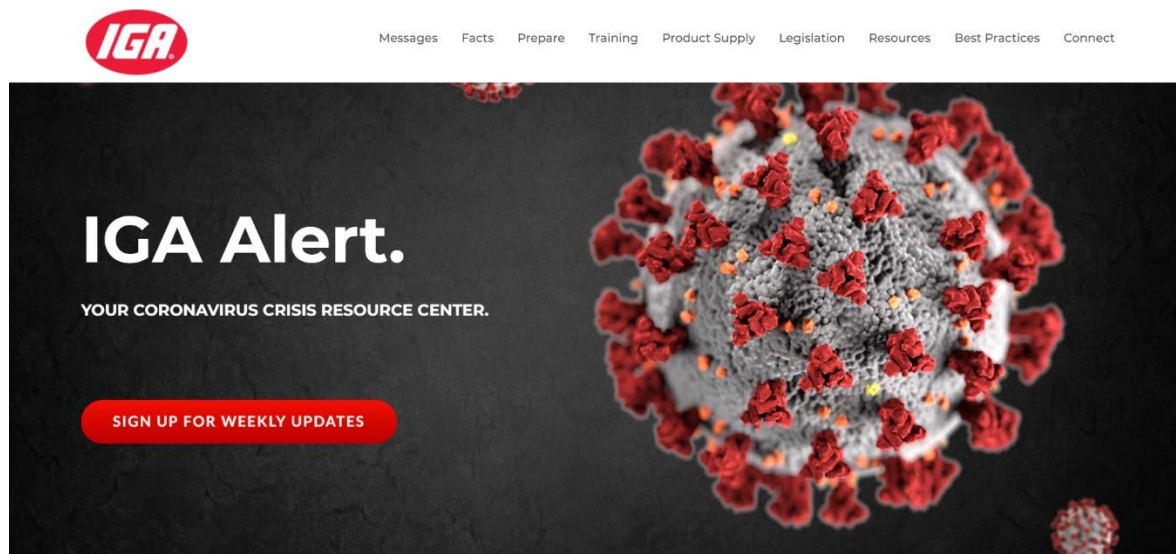 IGA
Messages Facts Prepare Training Product Supply Legislation Resources Best Practices Connect
IGA Alert.
YOUR CORONAVIRUS CRISIS RESOURCE CENTER.
SIGN UP FOR WEEKLY UPDATES